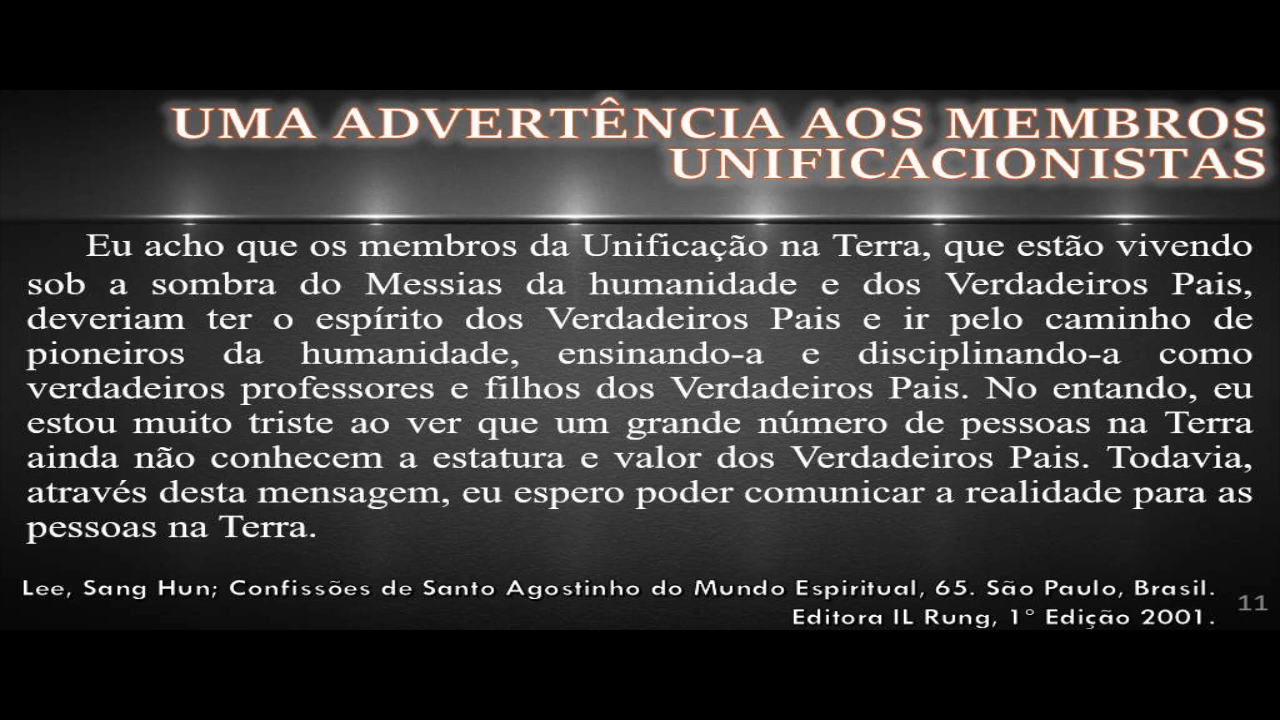 UMA ADVERTÊNCIA AOS MEMBROS
UNIFICACIONISTAS
Eu acho que os membros da Unificação na Terra, que estão vivendo
sob a sombra do Messias da humanidade e dos Verdadeiros Pais,
deveriam ter o espírito dos Verdadeiros Pais e ir pelo caminho de
pioneiros da humanidade, ensinando-a e disciplinando-a como
verdadeiros professores e filhos dos Verdadeiros Pais. No entando, eu
estou muito triste ao ver que um grande número de pessoas na Terra
ainda não conhecem a estatura e valor dos Verdadeiros Pais. Todavia,
através desta mensagem, eu espero poder comunicar a realidade para as
pessoas na Terra.
Lee, Sang Hun; Confissões de Santo Agostinho do Mundo Espiritual, 65. São Paulo, Brasil.
Editora IL Rung, 1° Edição 2001.
11